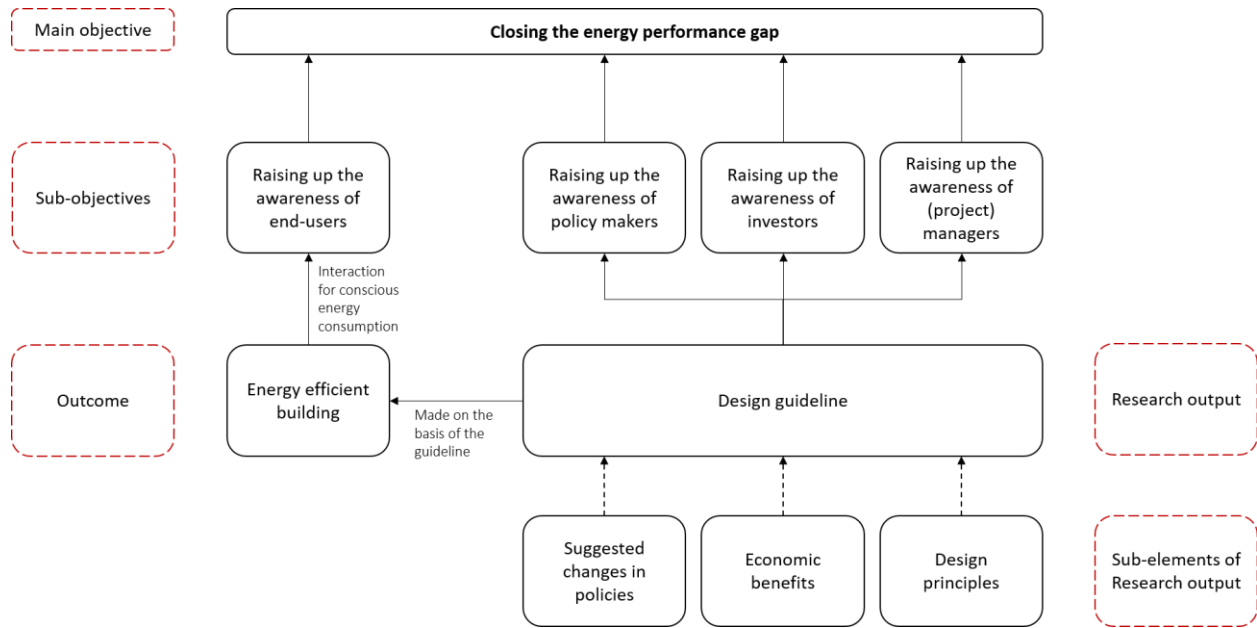 Main objective
Closing the energy performance gap
Sub-objectives
Raising up the
awareness of
end-users
Raising up the
awareness of
policy makers
Raising up the
awareness of
investors
Raising up the
awareness of
(project)
managers
Interaction
for conscious
energy
consumption
Outcome
Energy efficient
building
Made on the
basis of the
guideline
Design guideline
Research output
Suggested
changes in
policies
Economic
benefits
Design
principles
Sub-elements of
Research output